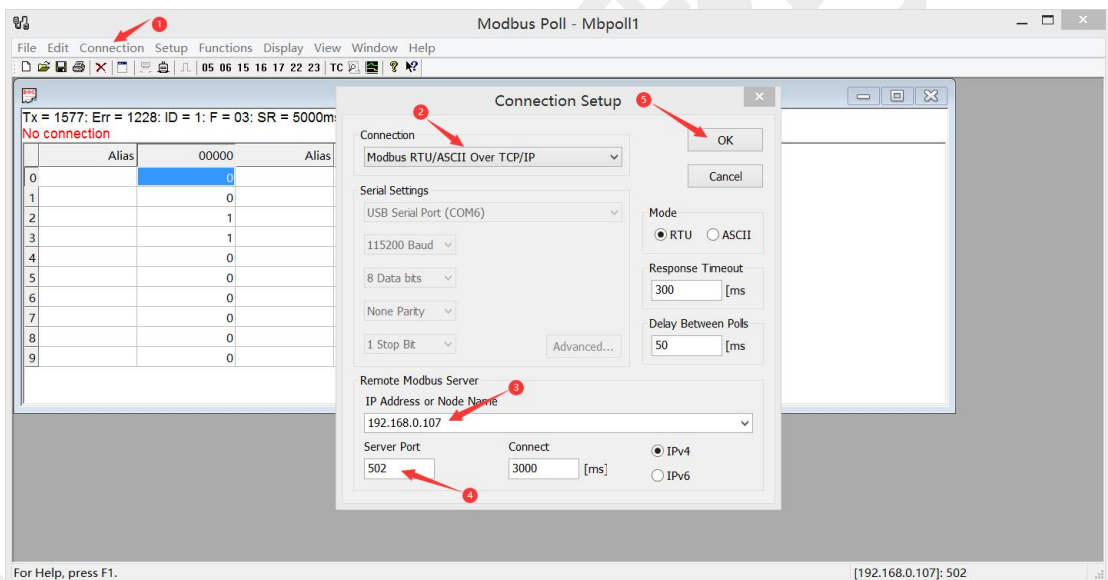 Modbus Poll - Mbpoll1
1
File Edit Connection Setup Functions Display View Window Help
05 06 15 16 17 22 23 TC
Tx = 1577: Err = 1228: ID = 1: F = 03: SR = 5000m
No connection
Alias 00000 Alias
0 0
1 0
2 1
3 1
4 0
5 0
6 0
7 0
8 0
9 0
Connection Setup
5
2
Connection
Modbus RTU/ASCII Over TCP/IP
OK
Cancel
Serial Settings
USB Serial Port (COM6)
115200 Baud
8 Data bits
None Parity
1 Stop Bit
Advanced...
Mode
RTU ASCII
Response Timeout
300 [ms
Delay Between Polls
50 [ms
Remote Modbus Server
3
IP Address or Node Name
192.168.0.107
Server Port Connect
502 3000 [ms]
IPv4
IPv6
4
For Help, press F1.
[192.168.0.107]: 502